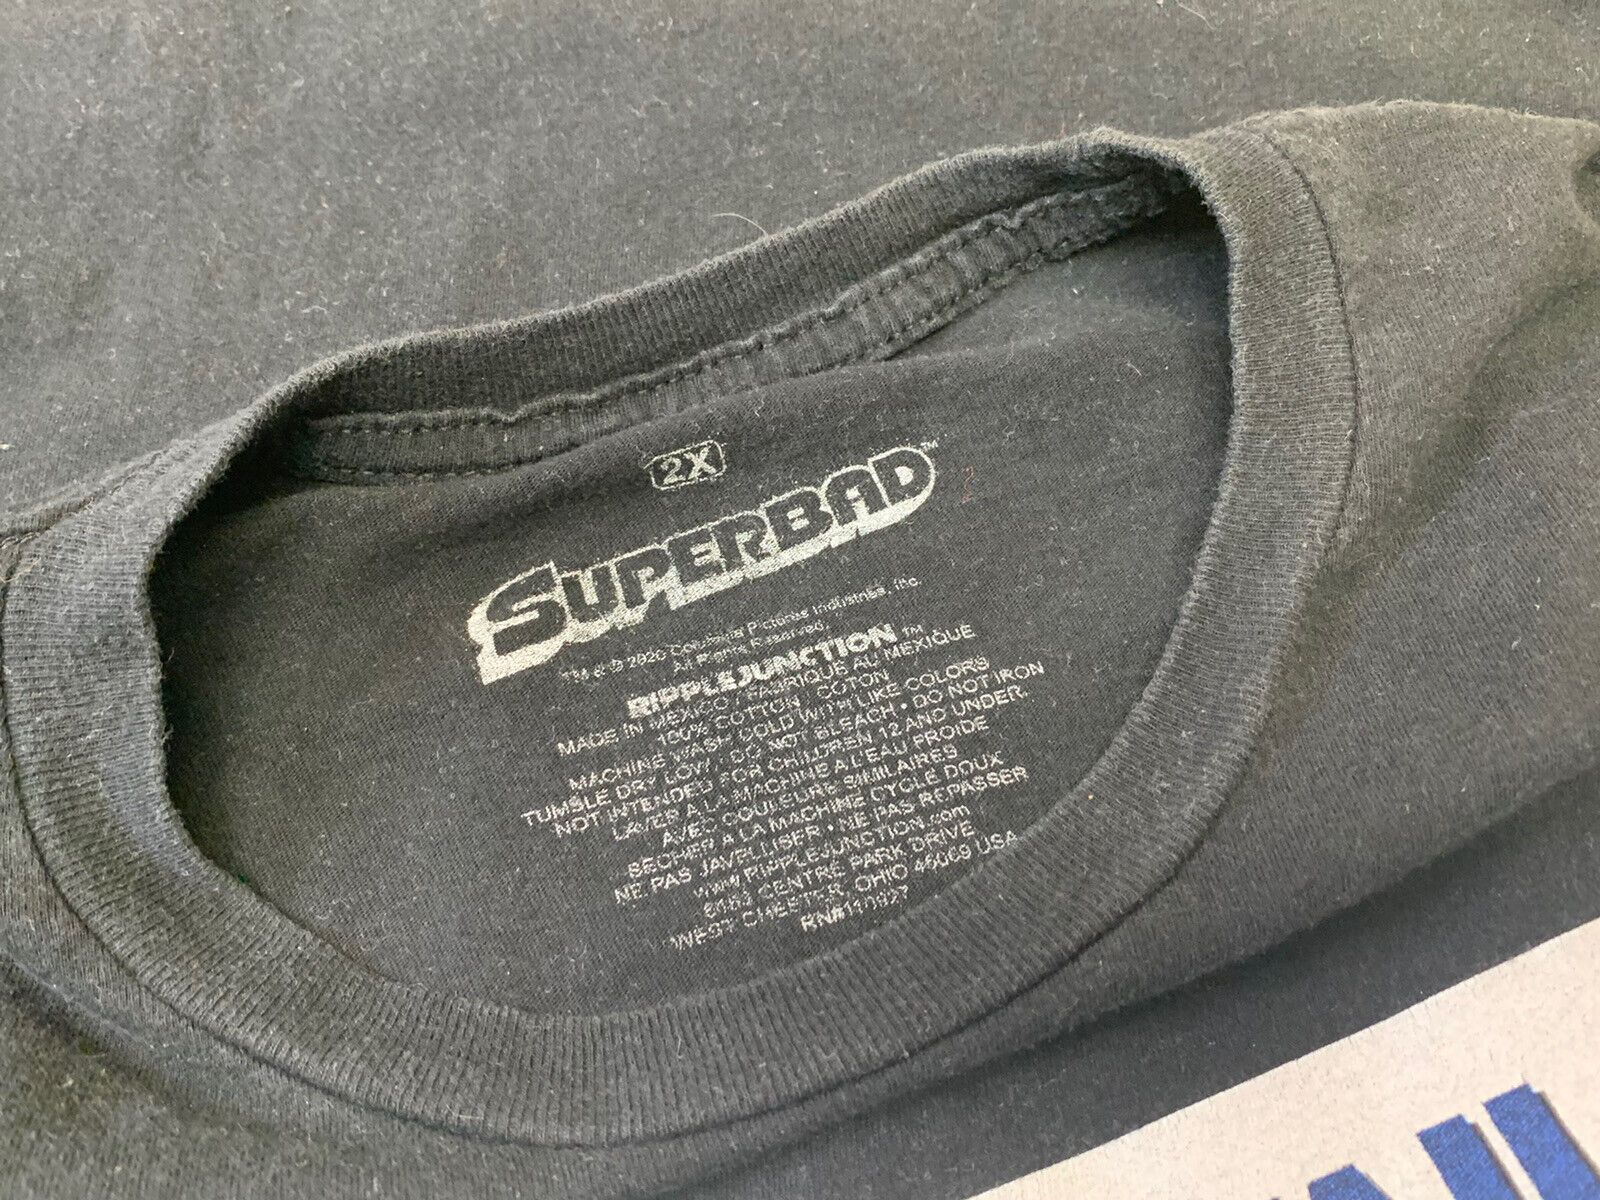 2X
SUPERBAD™
™ & © 2020 Columbia Pictures Industries, Inc.
All Rights Reserved.
RIPPLEJUNCTION™
MADE IN MEXICO / FABRIQUÉ AU MEXIQUE
100% COTTON / COTON
MACHINE WASH COLD WITH LIKE COLORS
TUMBLE DRY LOW • DO NOT BLEACH • DO NOT IRON
NOT INTENDED FOR CHILDREN 12 AND UNDER.
LAVER A LA MACHINE A L'EAU FROIDE
AVEC COULEURS SIMILAIRES
SECHER A LA MACHINE CYCLE DOUX
NE PAS JAVELLISER • NE PAS REPASSER
www.RIPPLEJUNCTION.com
CENTRE PARK DRIVE
WEST CHESTER, OHIO 45069 USA